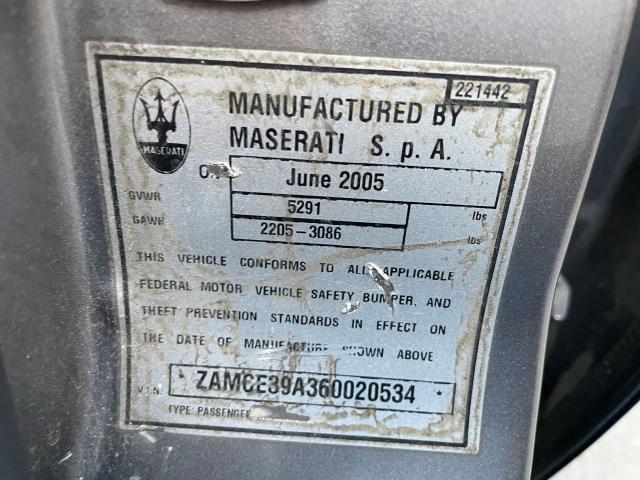 221442
MANUFACTURED BY
MASERATI S. p. A.
MASERATI
June 2005
GVWR 5291 lbs
GAWR 2205-3086 lbs
THIS VEHICLE CONFORMS TO ALL APPLICABLE
FEDERAL MOTOR VEHICLE SAFETY BUMPER, AND
THEFT PREVENTION STANDARDS IN EFFECT ON
THE DATE OF MANUFACTURE SHOWN ABOVE
V.I.N. * ZAMCE39A360020534 *
TYPE: PASSENGER